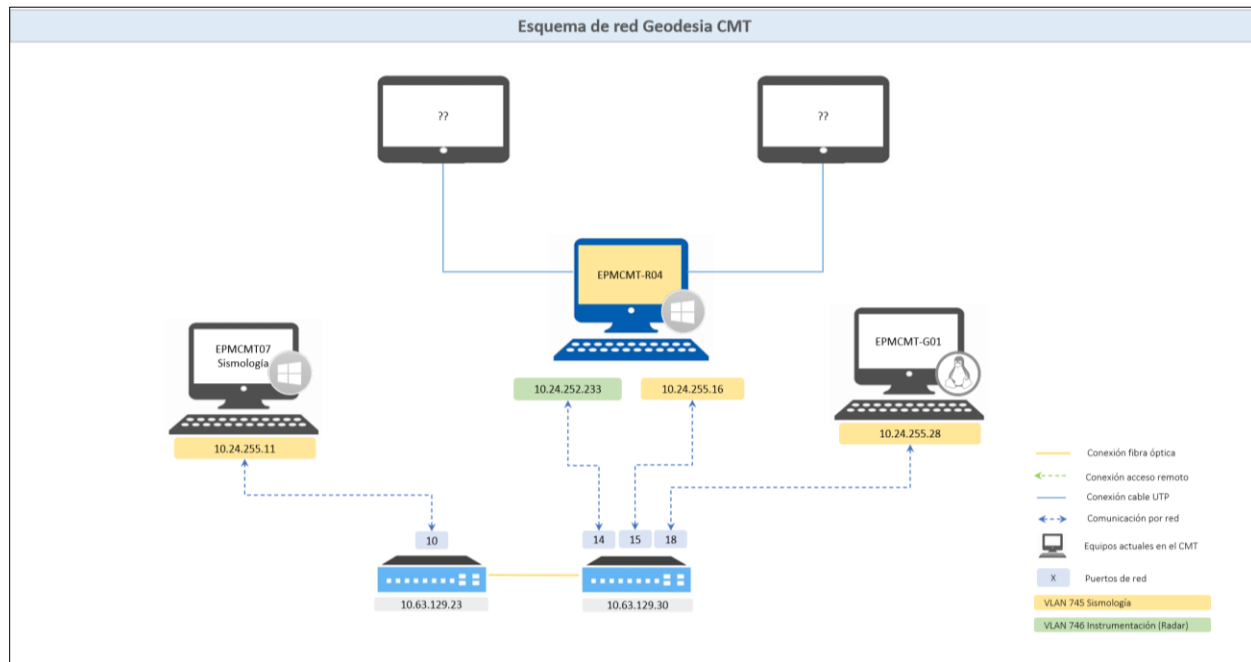 Esquema de red Geodesia CMT
??
??
EPMCMT-R04
EPMCMT07
Sismología
EPMCMT-G01
10.24.252.233
10.24.255.16
10.24.255.11
10.24.255.28
10
14
15
18
10.63.129.23
10.63.129.30
Conexión fibra óptica
Conexión acceso remoto
Conexión cable UTP
Comunicación por red
Equipos actuales en el CMT
X
Puertos de red
VLAN 745 Sismología
VLAN 746 Instrumentación (Radar)